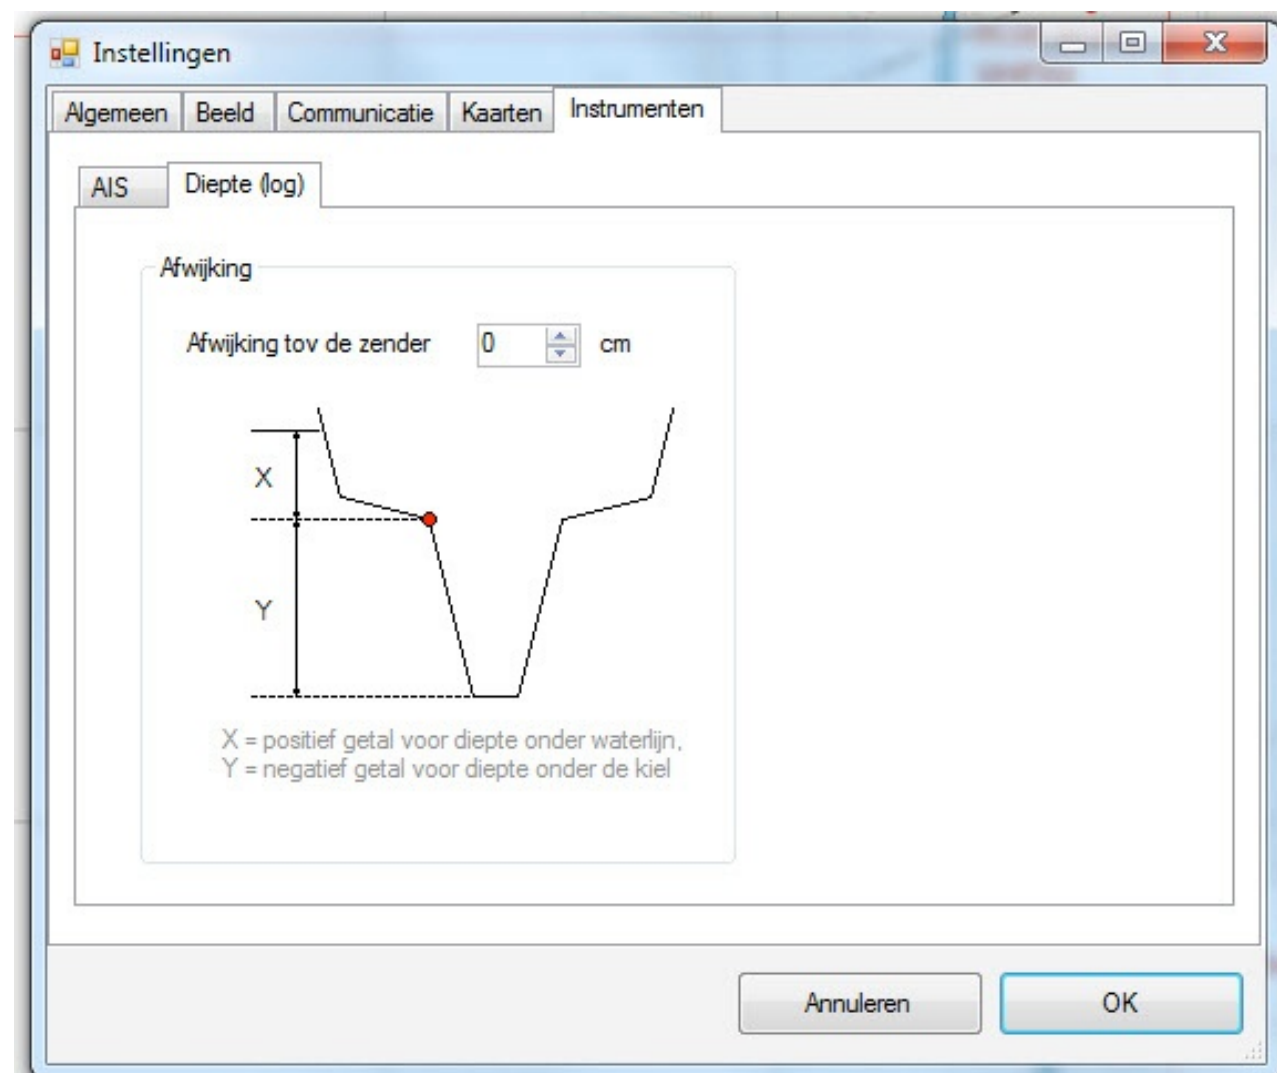 Instellingen
Algemeen Beeld Communicatie Kaarten Instrumenten
AIS Diepte (log)
Afwijking
Afwijking tov de zender 0 cm
X
Y
X = positief getal voor diepte onder waterlijn,
Y = negatief getal voor diepte onder de kiel
Annuleren OK